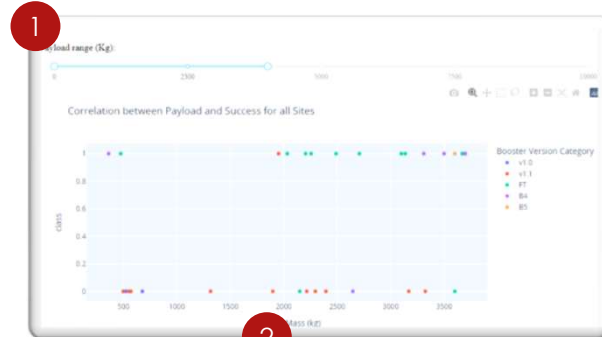 1
yload range (Kg):
0 2500 5000 7500 10000
Correlation between Payload and Success for all Sites
Booster Version Category
v1.0
v1.1
FT
B4
B5
class
1
0.8
0.6
0.4
0.2
0
500 1000 1500 2000 2500 3000 3500
Mass (kg)
2